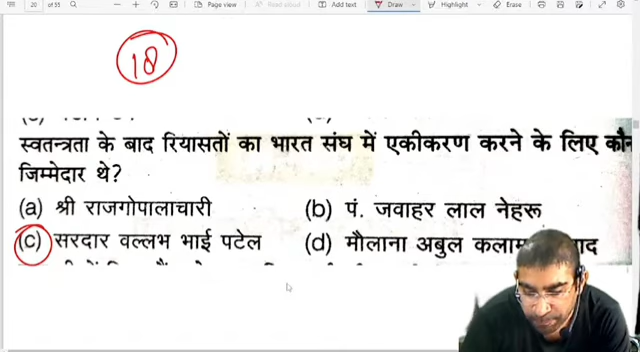 20 of 55 Page view Read aloud Add text Draw Highlight Erase
18
स्वतन्त्रता के बाद रियासतों का भारत संघ में एकीकरण करने के लिए कौन
जिम्मेदार थे?
(a) श्री राजगोपालाचारी (b) पं. जवाहर लाल नेहरू
(c) सरदार वल्लभ भाई पटेल (d) मौलाना अबुल कलाम